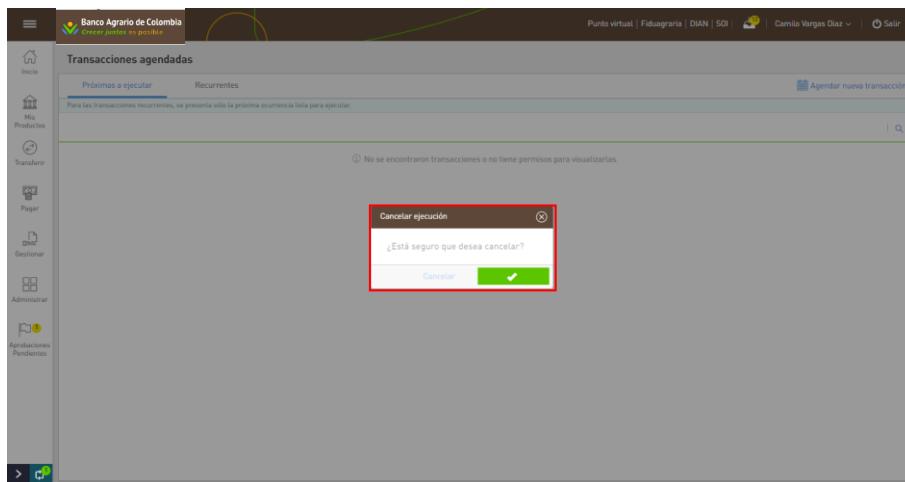 Banco Agrario de Colombia
Crecer juntos es posible
Punto virtual | Fiduagraria | DIAN | SOI
Camilo Vargas Diaz
Salir
Inicio
Mis Productos
Transferir
Pagar
Gestionar
Administrar
Aprobaciones Pendientes
Transacciones agendadas
Próximas a ejecutar
Recurrentes
Agendar nueva transacción
Para las transacciones recurrentes, se presenta sólo la próxima ocurrencia lista para ejecutar.
No se encontraron transacciones o no tiene permisos para visualizarlas.
Cancelar ejecución
¿Está seguro que desea cancelar?
Cancelar